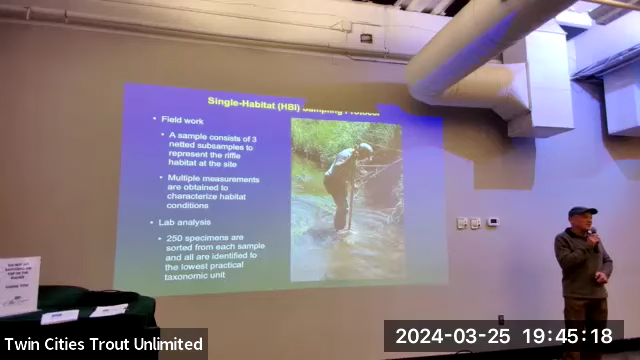 Single-Habitat (HBI) Sampling Protocol
• Field work
• A sample consists of 3
netted subsamples to
represent the riffle
habitat at the site
• Multiple measurements
are obtained to
characterize habitat
conditions
• Lab analysis
• 250 specimens are
sorted from each sample
and all are identified to
the lowest practical
taxonomic unit
Twin Cities Trout Unlimited
2024-03-25 19:45:18